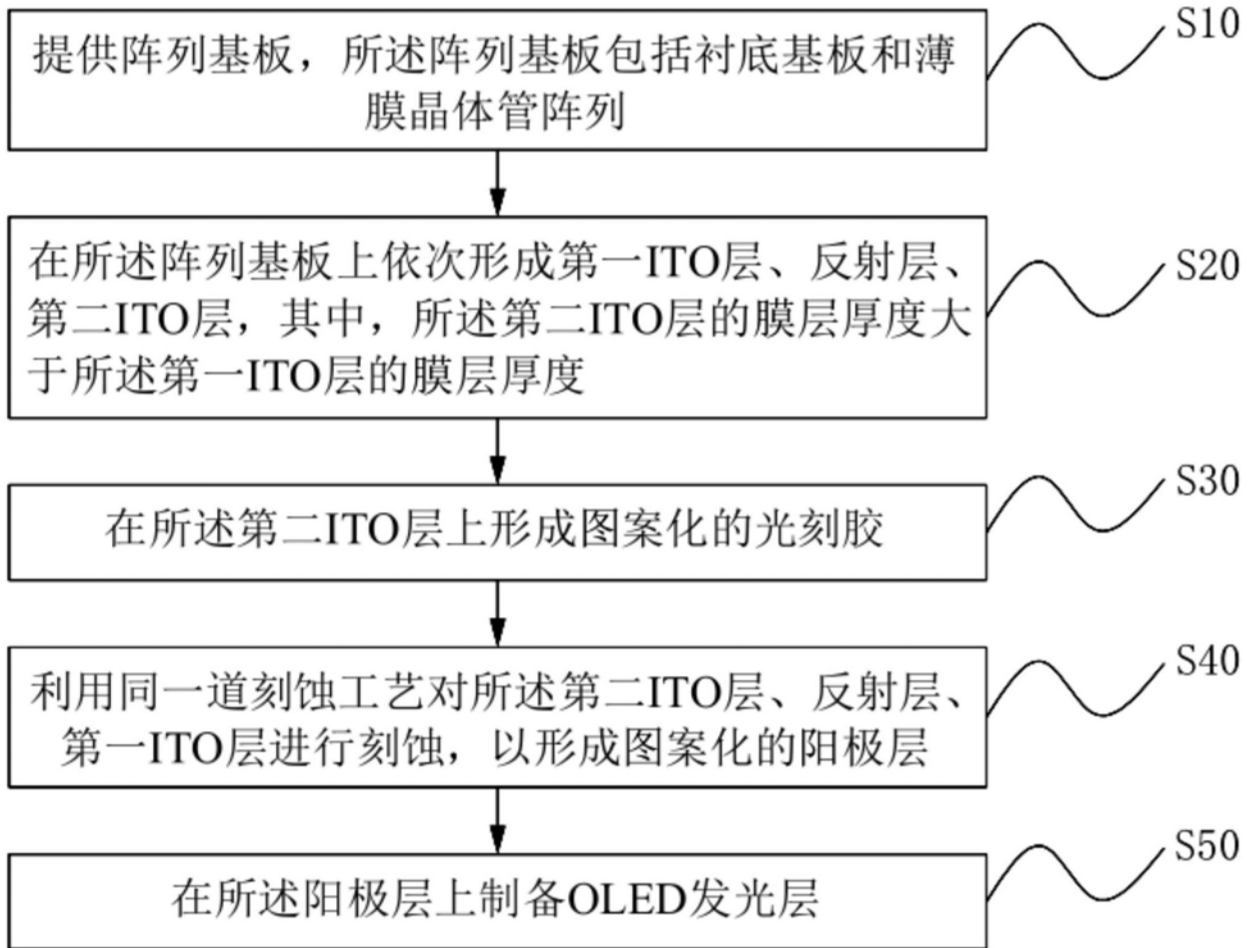 提供阵列基板，所述阵列基板包括衬底基板和薄
膜晶体管阵列
S10
在所述阵列基板上依次形成第一ITO层、反射层、
第二ITO层，其中，所述第二ITO层的膜层厚度大
于所述第一ITO层的膜层厚度
S20
在所述第二ITO层上形成图案化的光刻胶
S30
利用同一道刻蚀工艺对所述第二ITO层、反射层、
第一ITO层进行刻蚀，以形成图案化的阳极层
S40
在所述阳极层上制备OLED发光层
S50